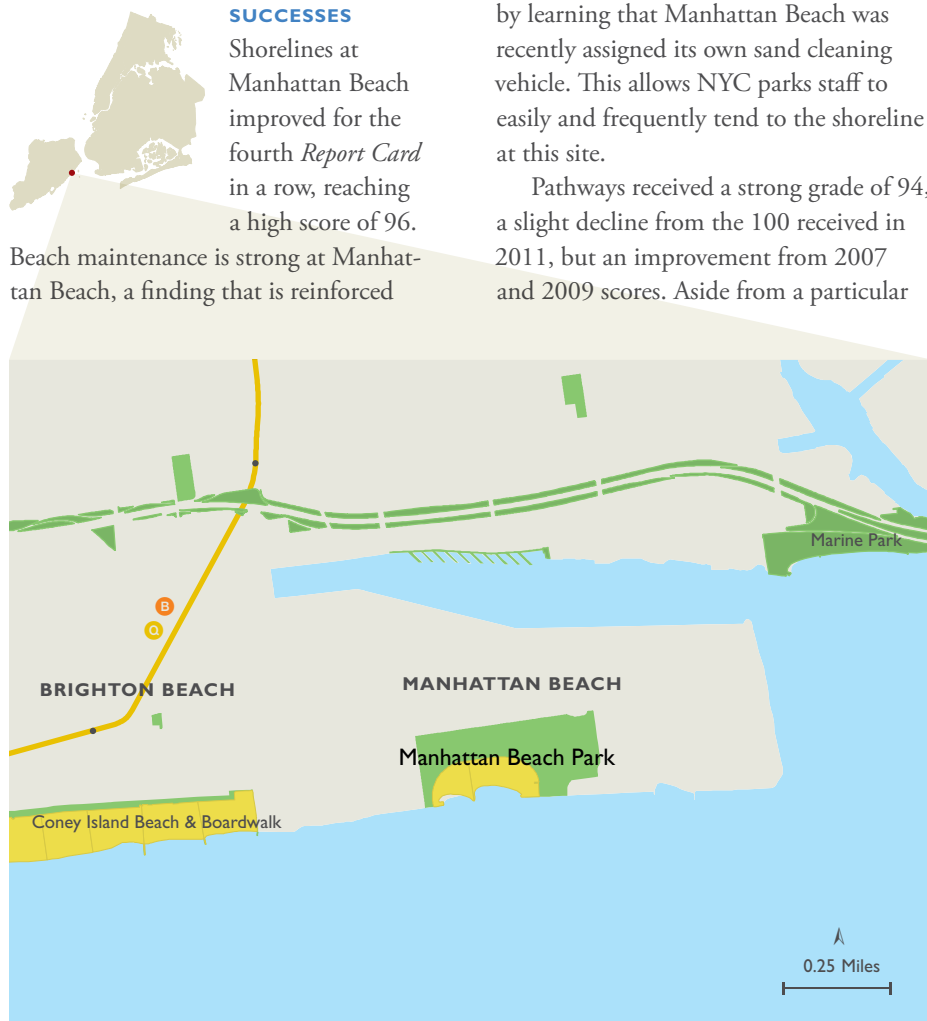 SUCCESSES
Shorelines at
Manhattan Beach
improved for the
fourth Report Card
in a row, reaching
a high score of 96.
Beach maintenance is strong at Manhat-
tan Beach, a finding that is reinforced
by learning that Manhattan Beach was
recently assigned its own sand cleaning
vehicle. This allows NYC parks staff to
easily and frequently tend to the shoreline
at this site.
Pathways received a strong grade of 94,
a slight decline from the 100 received in
2011, but an improvement from 2007
and 2009 scores. Aside from a particular
Marine Park
B
Q
BRIGHTON BEACH
MANHATTAN BEACH
Manhattan Beach Park
Coney Island Beach & Boardwalk
0.25 Miles